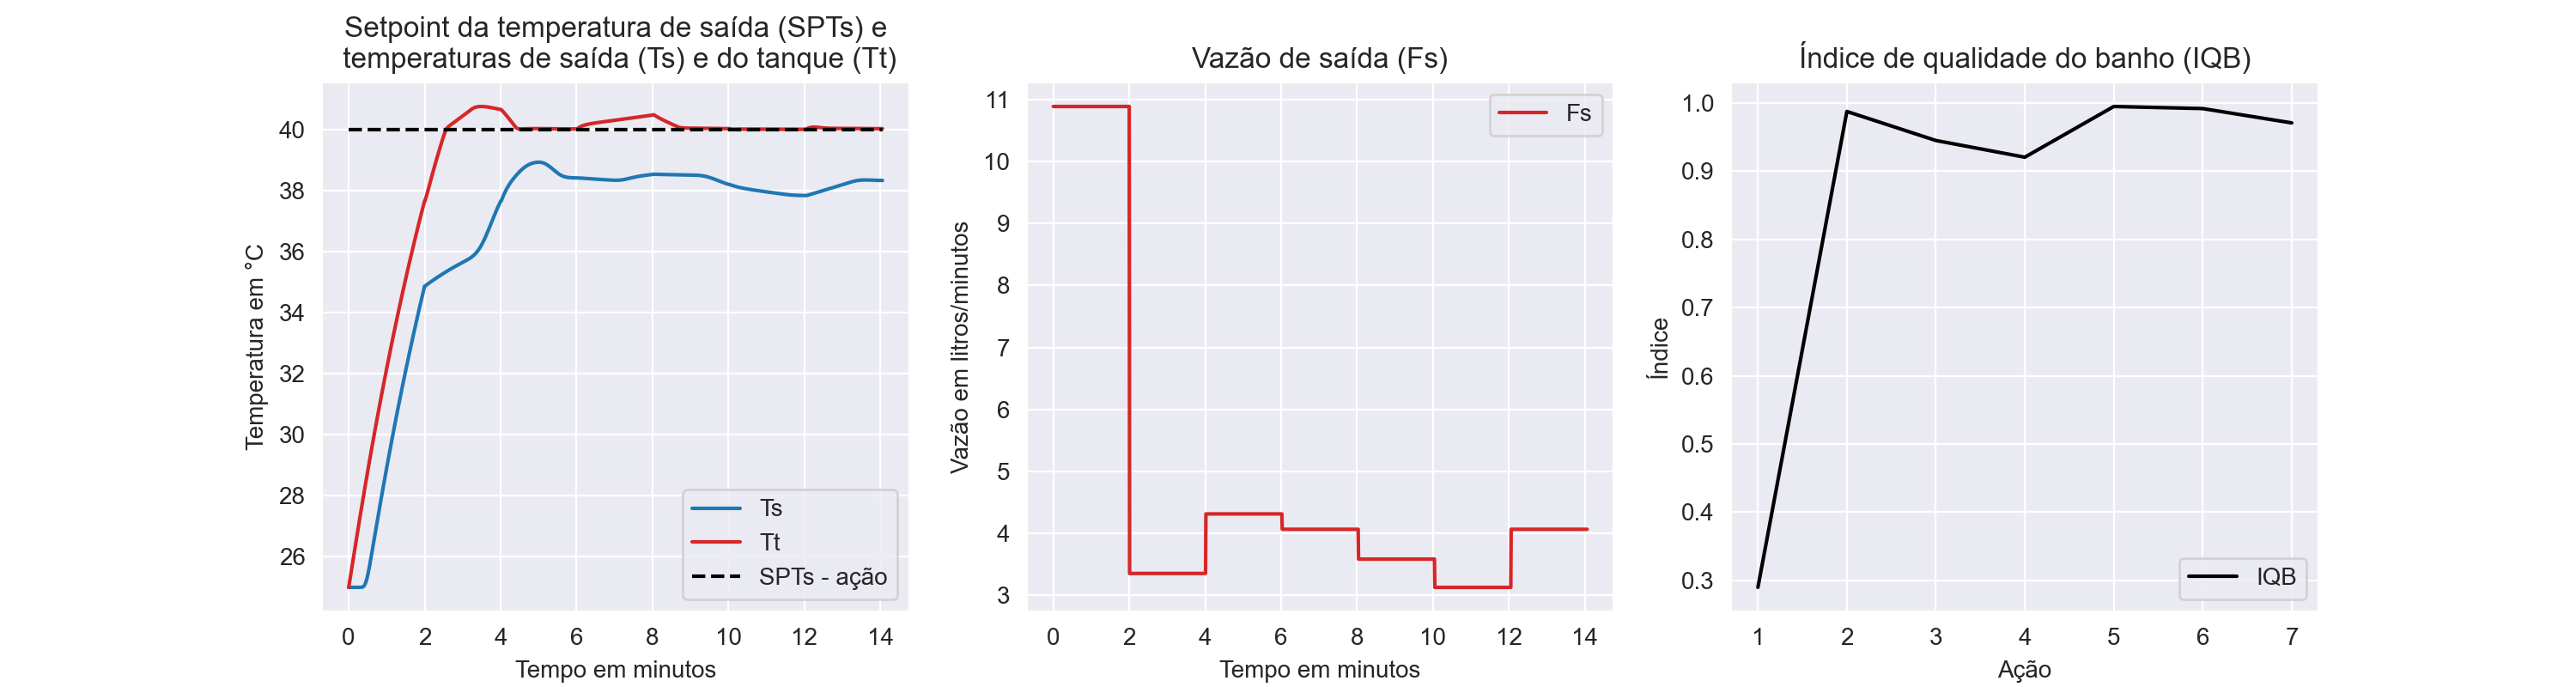 Setpoint da temperatura de saída (SPTs) e
temperaturas de saída (Ts) e do tanque (Tt)
Temperatura em °C
40
38
36
34
32
30
28
26
Ts
Tt
SPTs - ação
0 2 4 6 8 10 12 14
Tempo em minutos
Vazão de saída (Fs)
Vazão em litros/minutos
11
10
9
8
7
6
5
4
3
Fs
0 2 4 6 8 10 12 14
Tempo em minutos
Índice de qualidade do banho (IQB)
Índice
1.0
0.9
0.8
0.7
0.6
0.5
0.4
0.3
IQB
1 2 3 4 5 6 7
Ação